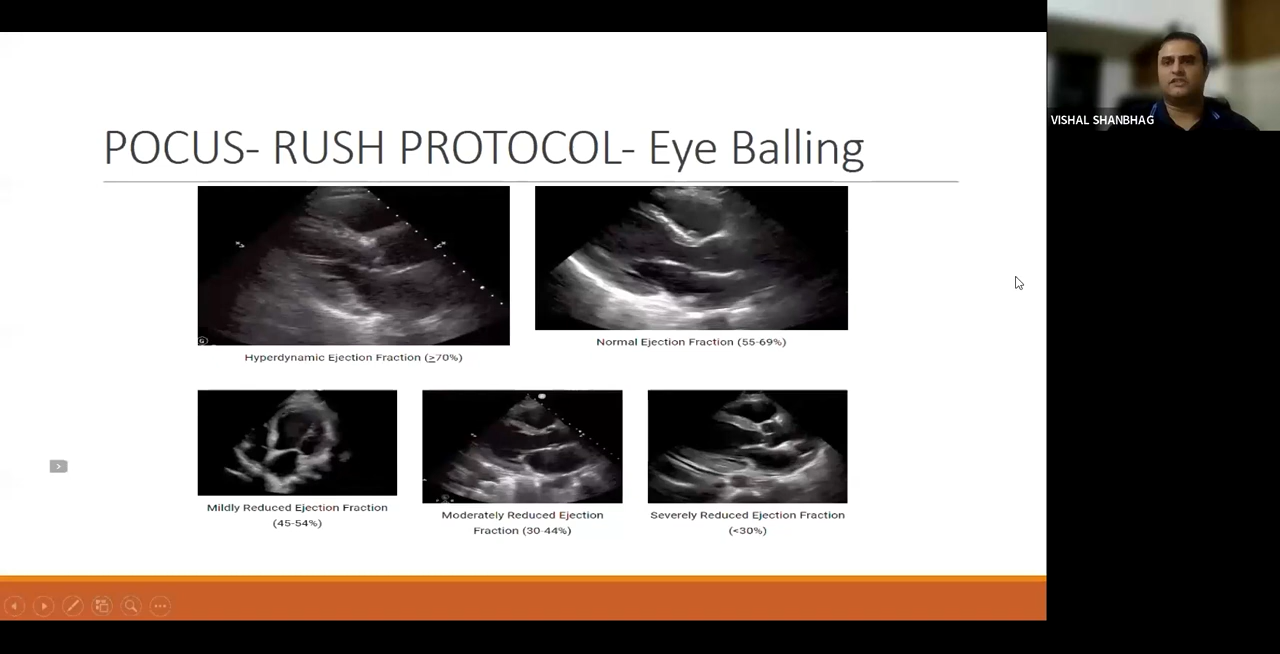 POCUS- RUSH PROTOCOL- Eye Balling
VISHAL SHANBHAG
Hyperdynamic Ejection Fraction (≥70%)
Normal Ejection Fraction (55-69%)
Mildly Reduced Ejection Fraction
(45-54%)
Moderately Reduced Ejection
Fraction (30-44%)
Severely Reduced Ejection Fraction
(<30%)